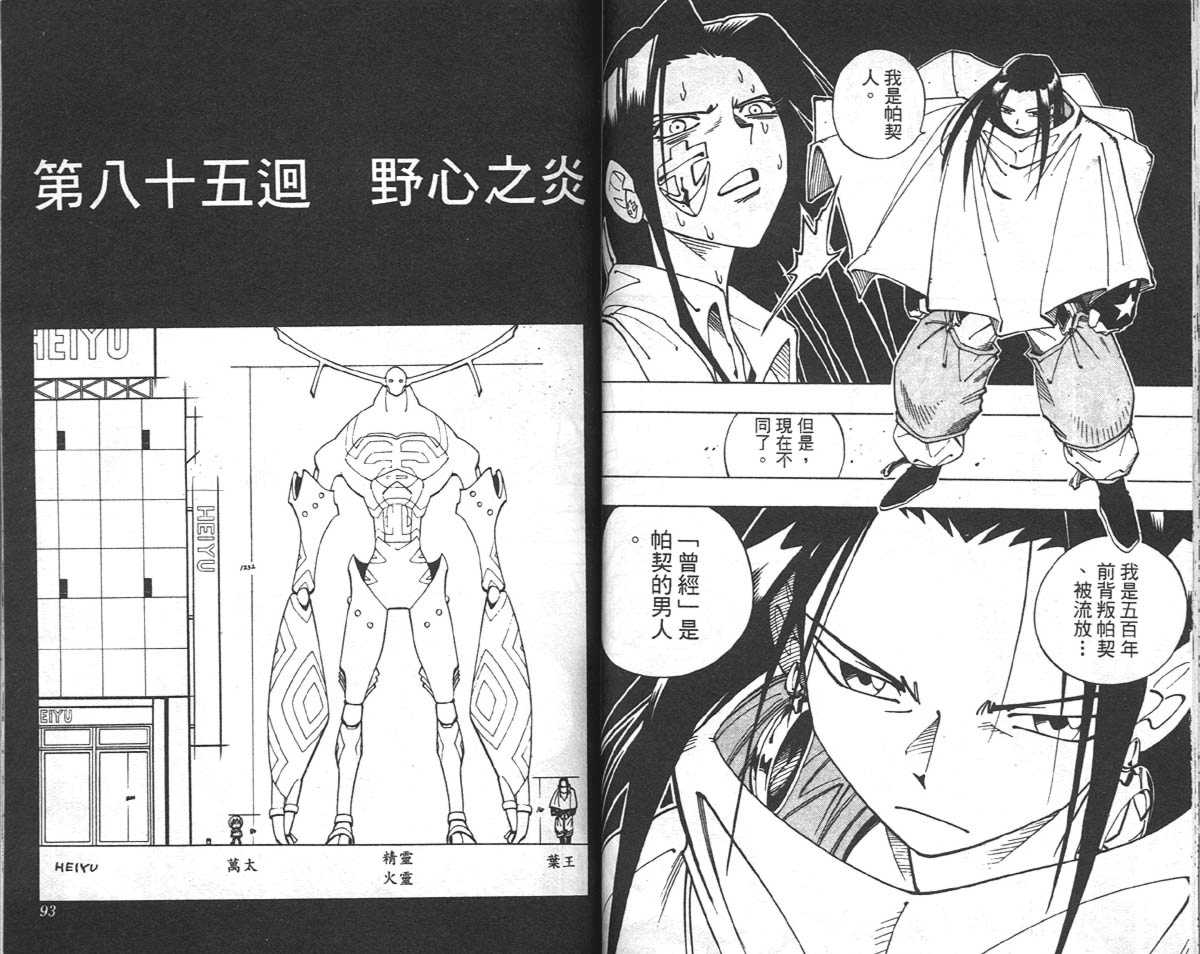 我是帕契
人。
但是，
現在不
同了。
我是五百年
前背叛帕契
、被流放…
「曾經」是
帕契的男人
。
第八十五迴　野心之炎
HEIYU
HEIYU
EIYU
1232
HEIYU
萬太
精靈
火靈
葉王
93